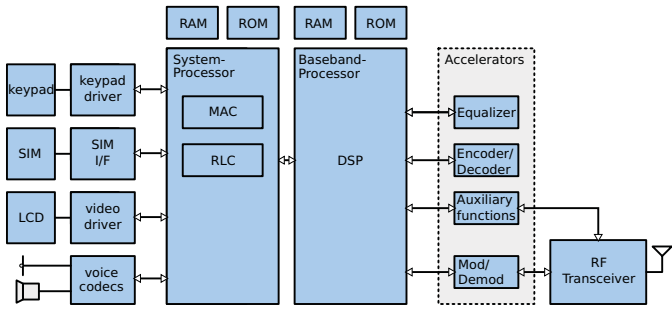 RAM
ROM
RAM
ROM
System-
Processor
Baseband-
Processor
Accelerators
keypad
keypad
driver
MAC
Equalizer
SIM
SIM
I/F
RLC
DSP
Encoder/
Decoder
LCD
video
driver
Auxiliary
functions
voice
codecs
Mod/
Demod
RF
Transceiver